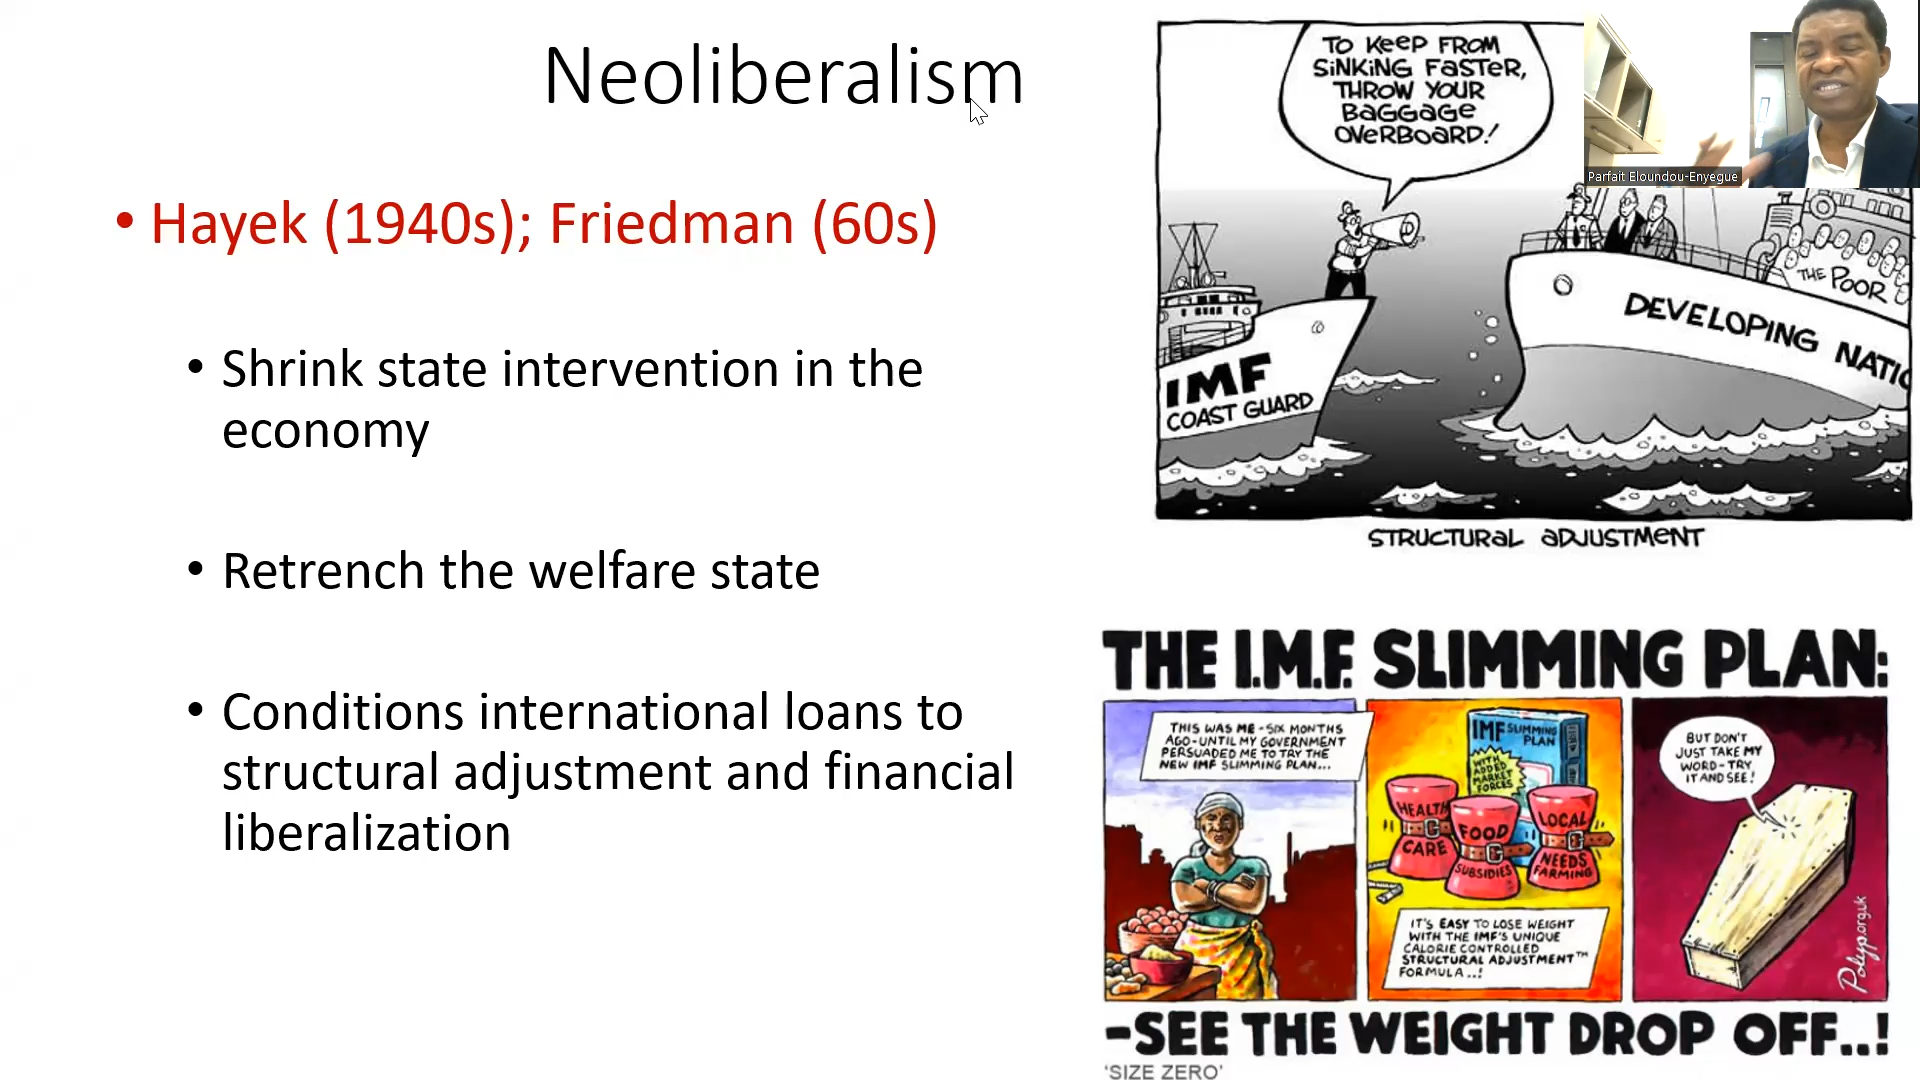 Neoliberalism
• Hayek (1940s); Friedman (60s)
• Shrink state intervention in the
economy
• Retrench the welfare state
• Conditions international loans to
structural adjustment and financial
liberalization
TO KEEP FROM
SINKING FASTER,
THROW YOUR
BAGGAGE
OVERBOARD!
Parfait Eloundou-Enyegue
THE POOR
DEVELOPING NATIO
IMF
COAST GUARD
STRUCTURAL ADJUSTMENT
THE I.M.F. SLIMMING PLAN:
THIS WAS ME - SIX MONTHS
AGO - UNTIL MY GOVERNMENT
PERSUADED ME TO TRY THE
NEW IMF SLIMMING PLAN...
IMF SLIMMING
PLAN
WITH
ADDED
MARKET
FORCES
HEALTH
CARE
FOOD
SUBSIDIES
LOCAL
NEEDS
FARMING
IT'S EASY TO LOSE WEIGHT
WITH THE IMF'S UNIQUE
CALORIE CONTROLLED
STRUCTURAL ADJUSTMENT™
FORMULA..!
BUT DON'T
JUST TAKE MY
WORD - TRY
IT AND SEE!
Polyp.org.uk
-SEE THE WEIGHT DROP OFF..!
'SIZE ZERO'